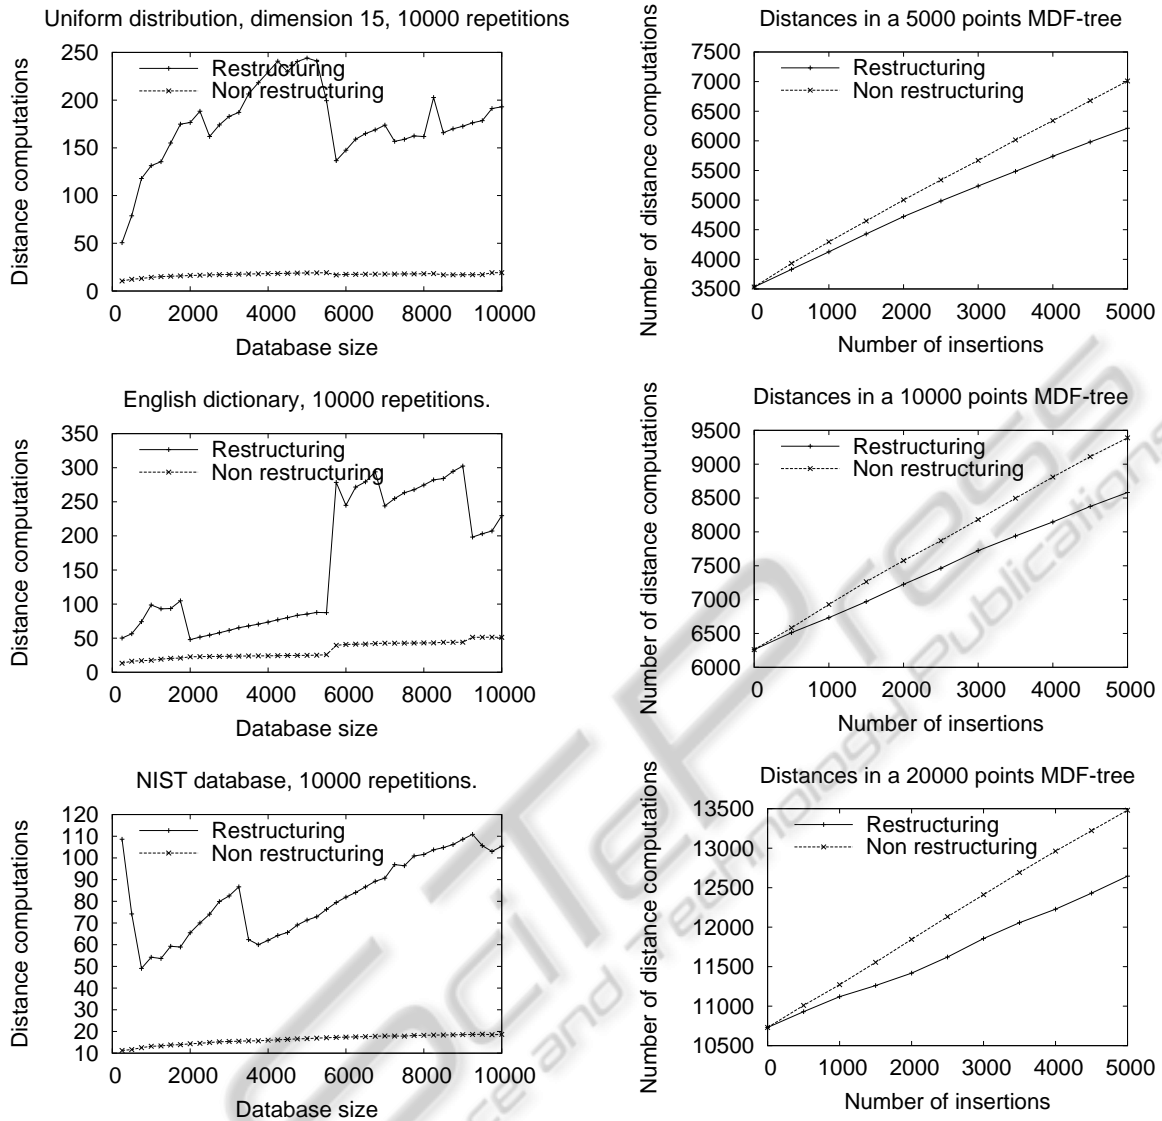 Uniform distribution, dimension 15, 10000 repetitions
Distance computations
250
200
150
100
50
0
Restructuring
Non restructuring
0 2000 4000 6000 8000 10000
Database size
English dictionary, 10000 repetitions.
Distance computations
350
300
250
200
150
100
50
0
Restructuring
Non restructuring
0 2000 4000 6000 8000 10000
Database size
NIST database, 10000 repetitions.
Distance computations
120
110
100
90
80
70
60
50
40
30
20
10
Restructuring
Non restructuring
0 2000 4000 6000 8000 10000
Database size
Distances in a 5000 points MDF-tree
Number of distance computations
7500
7000
6500
6000
5500
5000
4500
4000
3500
Restructuring
Non restructuring
0 1000 2000 3000 4000 5000
Number of insertions
Distances in a 10000 points MDF-tree
Number of distance computations
9500
9000
8500
8000
7500
7000
6500
6000
Restructuring
Non restructuring
0 1000 2000 3000 4000 5000
Number of insertions
Distances in a 20000 points MDF-tree
Number of distance computations
13500
13000
12500
12000
11500
11000
10500
Restructuring
Non restructuring
0 1000 2000 3000 4000 5000
Number of insertions
SciTePress
ce and Technology Publications